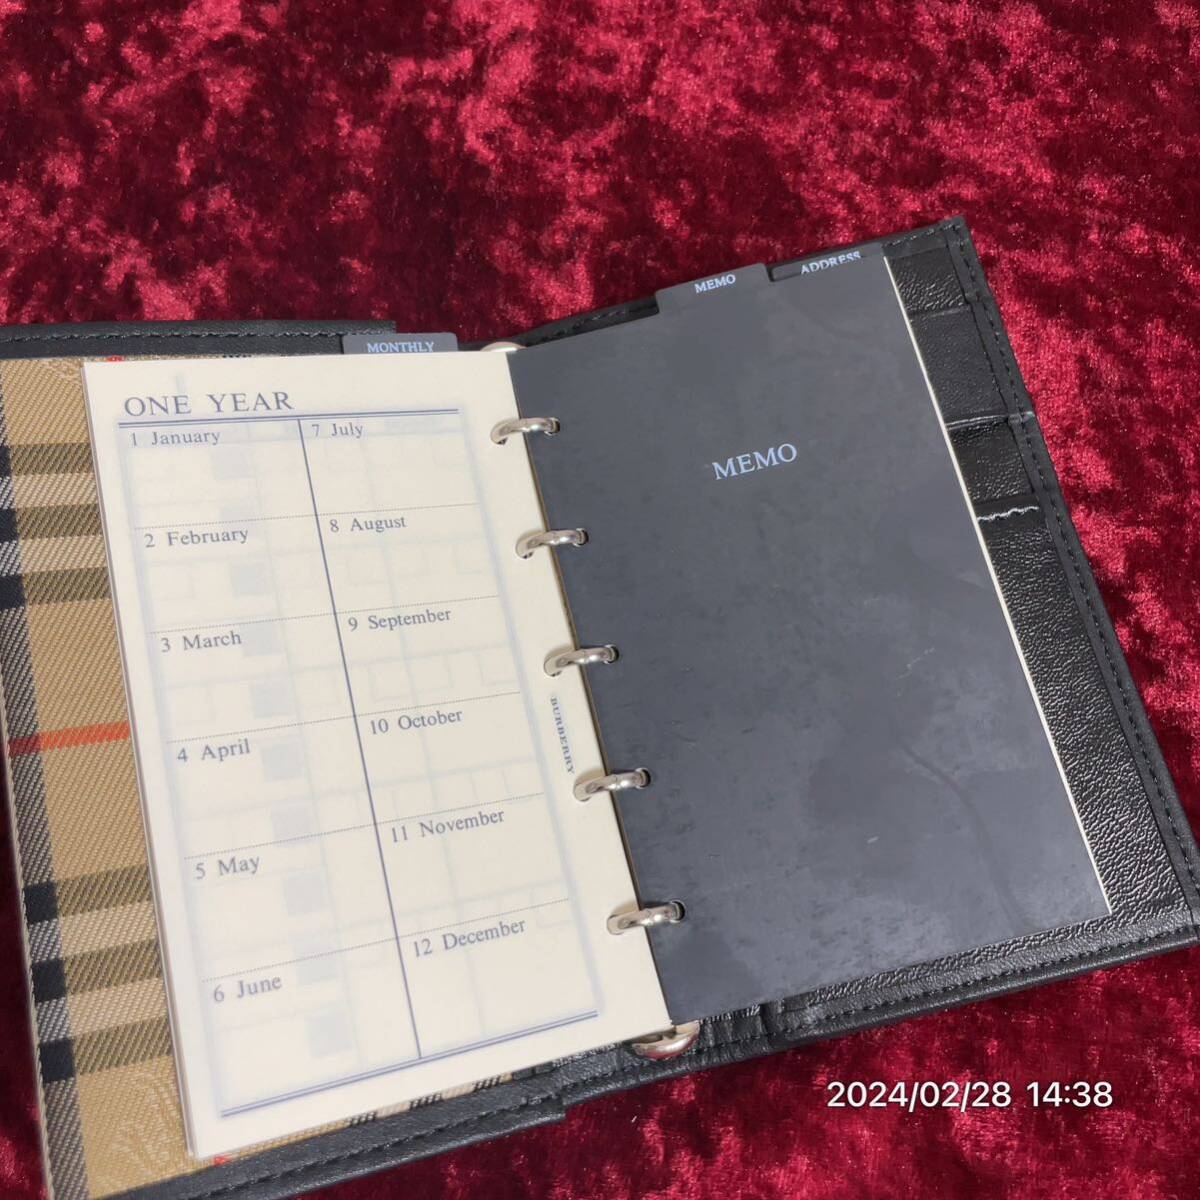 MONTHLY
MEMO
ADDRESS
ONE YEAR
1 January
2 February
3 March
4 April
5 May
6 June
7 July
8 August
9 September
10 October
11 November
12 December
BURBERRY
MEMO
2024/02/28 14:38